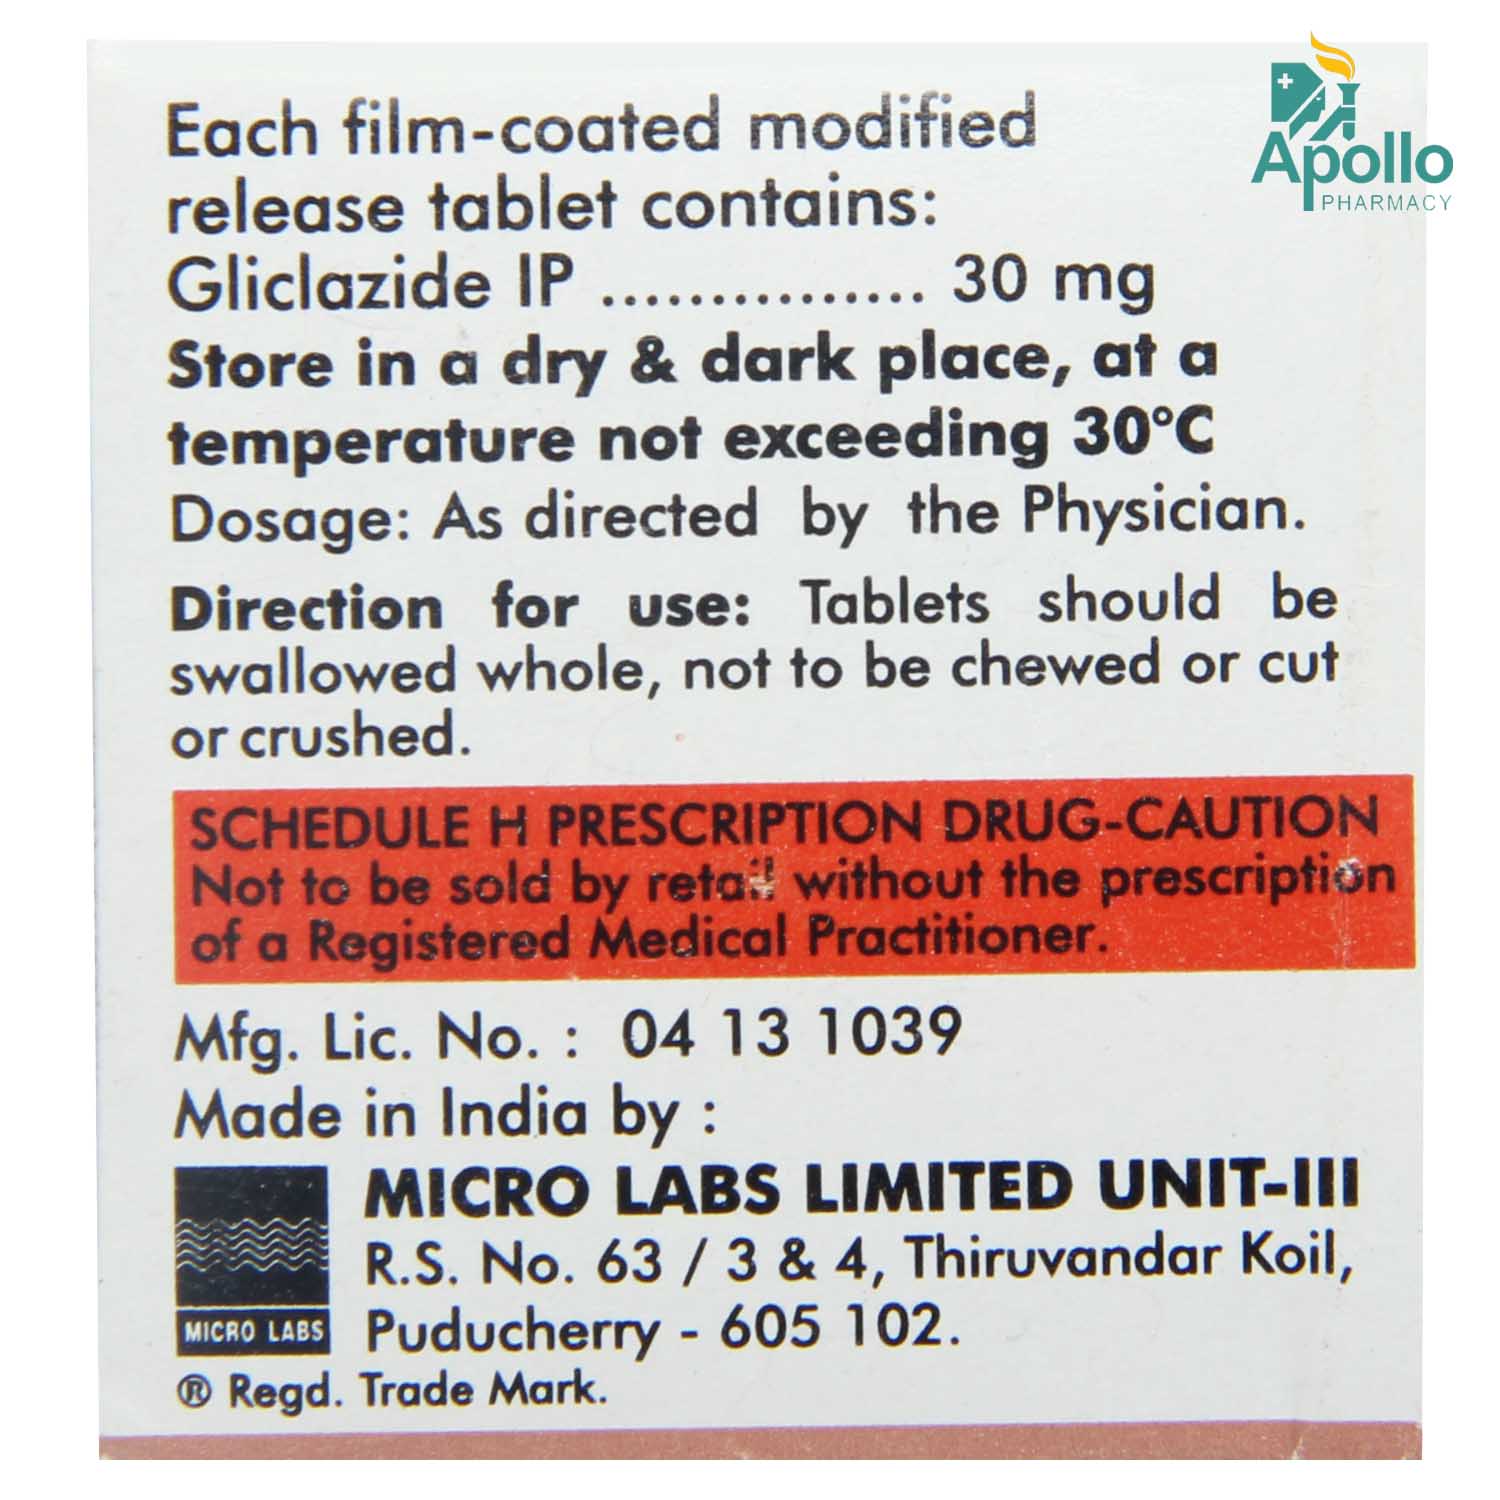 Apollo
PHARMACY
Each film-coated modified
release tablet contains:
Gliclazide IP ............... 30 mg
Store in a dry & dark place, at a
temperature not exceeding 30°C
Dosage: As directed by the Physician.
Direction for use: Tablets should be
swallowed whole, not to be chewed or cut
or crushed.
SCHEDULE H PRESCRIPTION DRUG-CAUTION
Not to be sold by retail without the prescription
of a Registered Medical Practitioner.
Mfg. Lic. No. : 04 13 1039
Made in India by :
MICRO LABS LIMITED UNIT-III
R.S. No. 63 / 3 & 4, Thiruvandar Koil,
Puducherry - 605 102.
MICRO LABS
® Regd. Trade Mark.